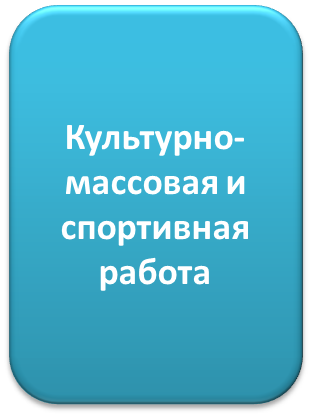 Культурно-
массовая и
спортивная
работа